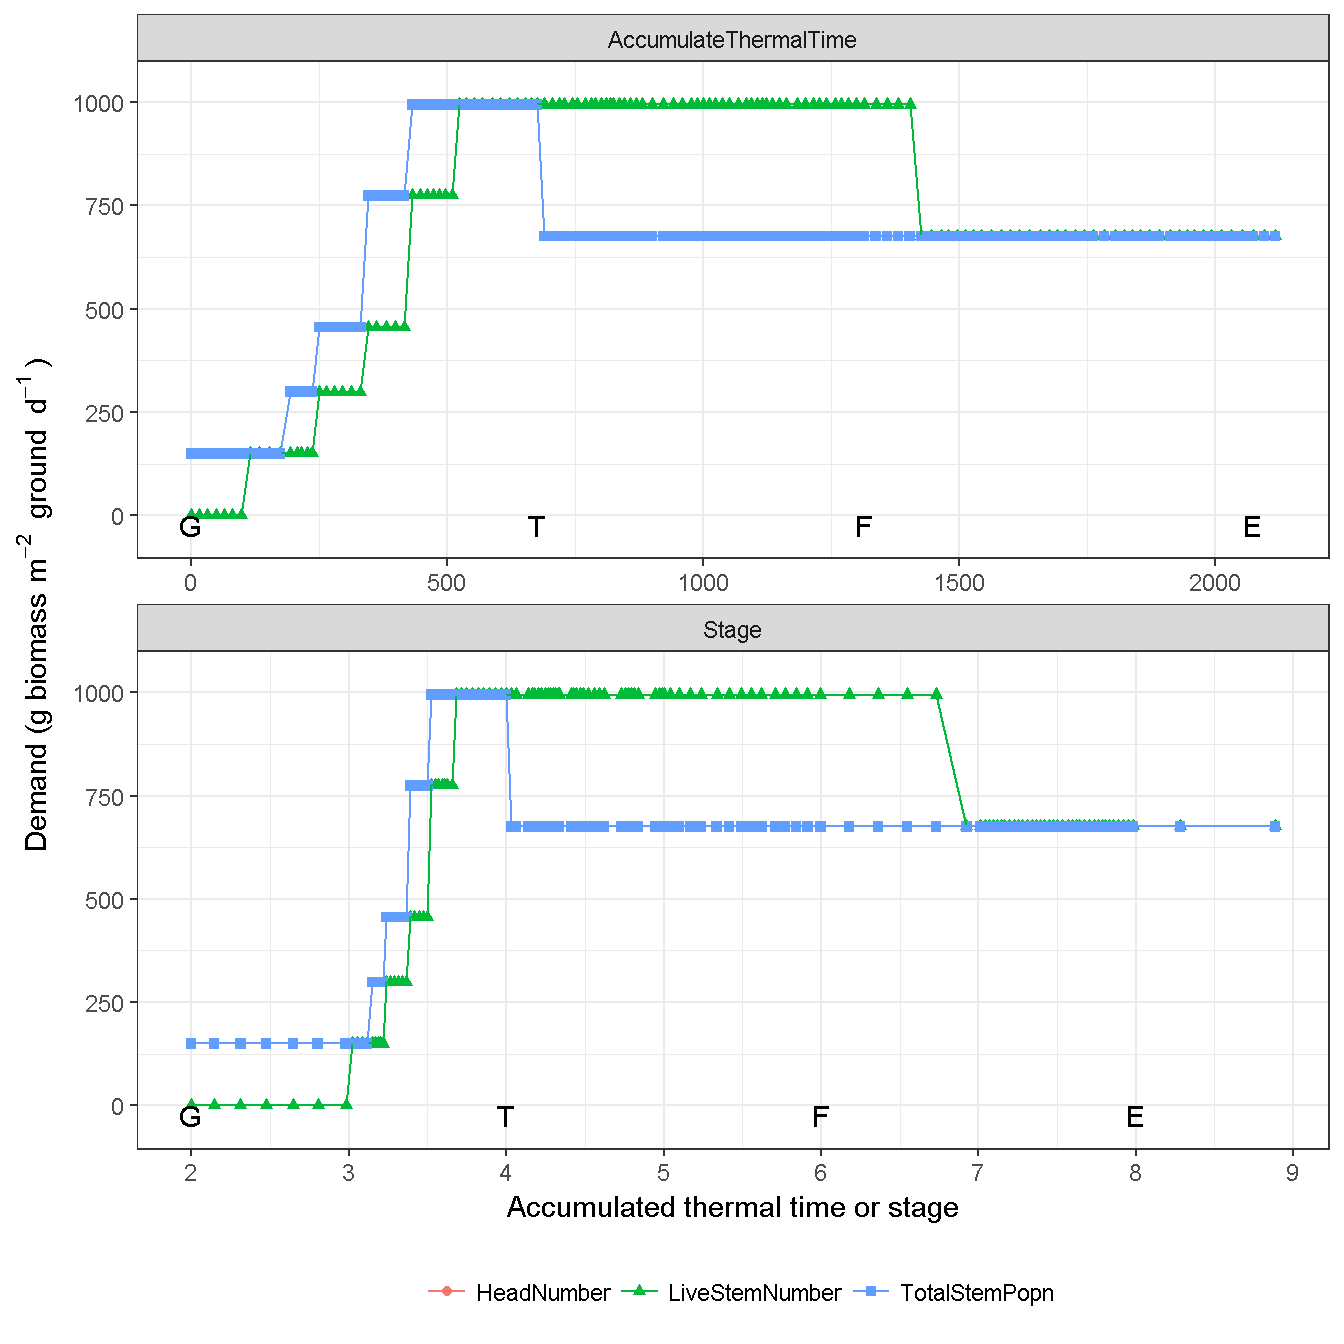 AccumulateThermalTime
1000
750
500
250
0
G T F E
0 500 1000 1500 2000
Demand (g biomass m⁻² ground d⁻¹)
Stage
1000
750
500
250
0
G T F E
2 3 4 5 6 7 8 9
Accumulated thermal time or stage
HeadNumber LiveStemNumber TotalStemPopn